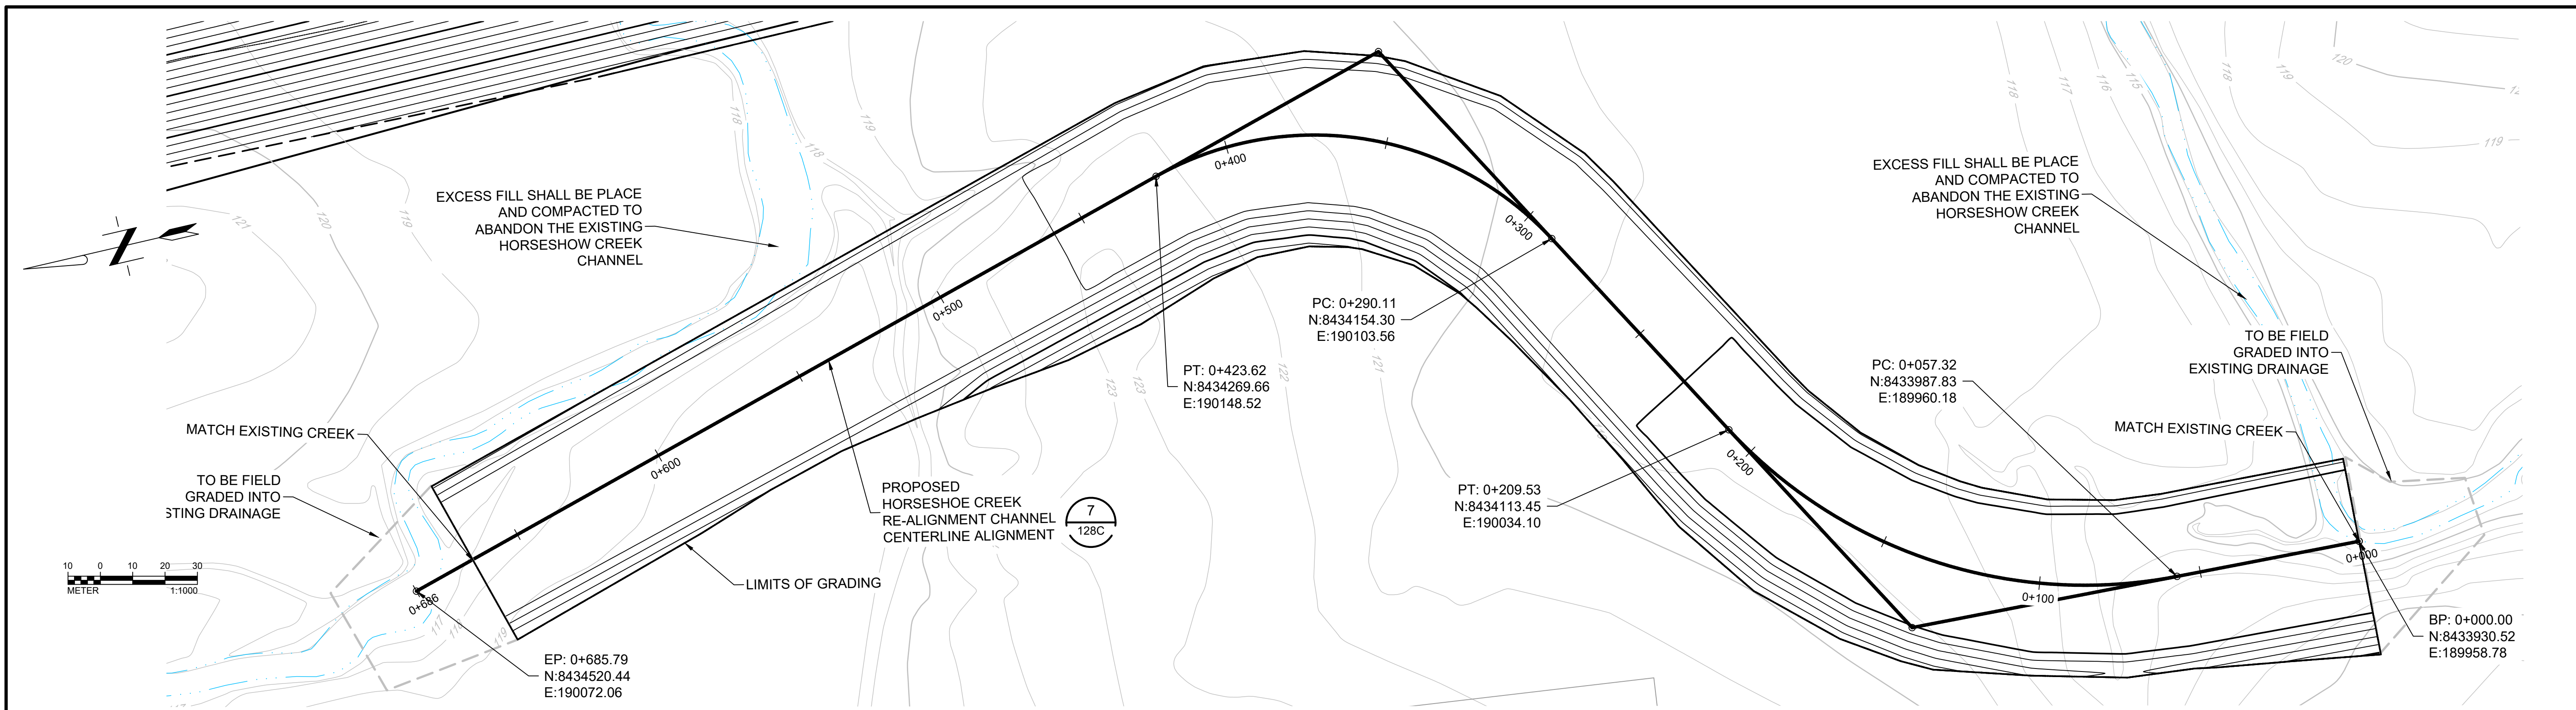 EXCESS FILL SHALL BE PLACE
AND COMPACTED TO
ABANDON THE EXISTING
HORSESHOW CREEK
CHANNEL
EXCESS FILL SHALL BE PLACE
AND COMPACTED TO
ABANDON THE EXISTING
HORSESHOW CREEK
CHANNEL
118
118
119
119
120
121
0+400
0+300
0+500
0+600
0+686
0+200
0+100
0+000
PC: 0+290.11
N:8434154.30
E:190103.56
PT: 0+423.62
N:8434269.66
E:190148.52
PC: 0+057.32
N:8433987.83
E:189960.18
PT: 0+209.53
N:8434113.45
E:190034.10
TO BE FIELD
GRADED INTO
EXISTING DRAINAGE
MATCH EXISTING CREEK
MATCH EXISTING CREEK
TO BE FIELD
GRADED INTO
STING DRAINAGE
PROPOSED
HORSESHOE CREEK
RE-ALIGNMENT CHANNEL
CENTERLINE ALIGNMENT
7
128C
LIMITS OF GRADING
10 0 10 20 30
METER 1:1000
EP: 0+685.79
N:8434520.44
E:190072.06
BP: 0+000.00
N:8433930.52
E:189958.78
123
123
122
121
118
117
116
115
118
119
120
119
117
119
N